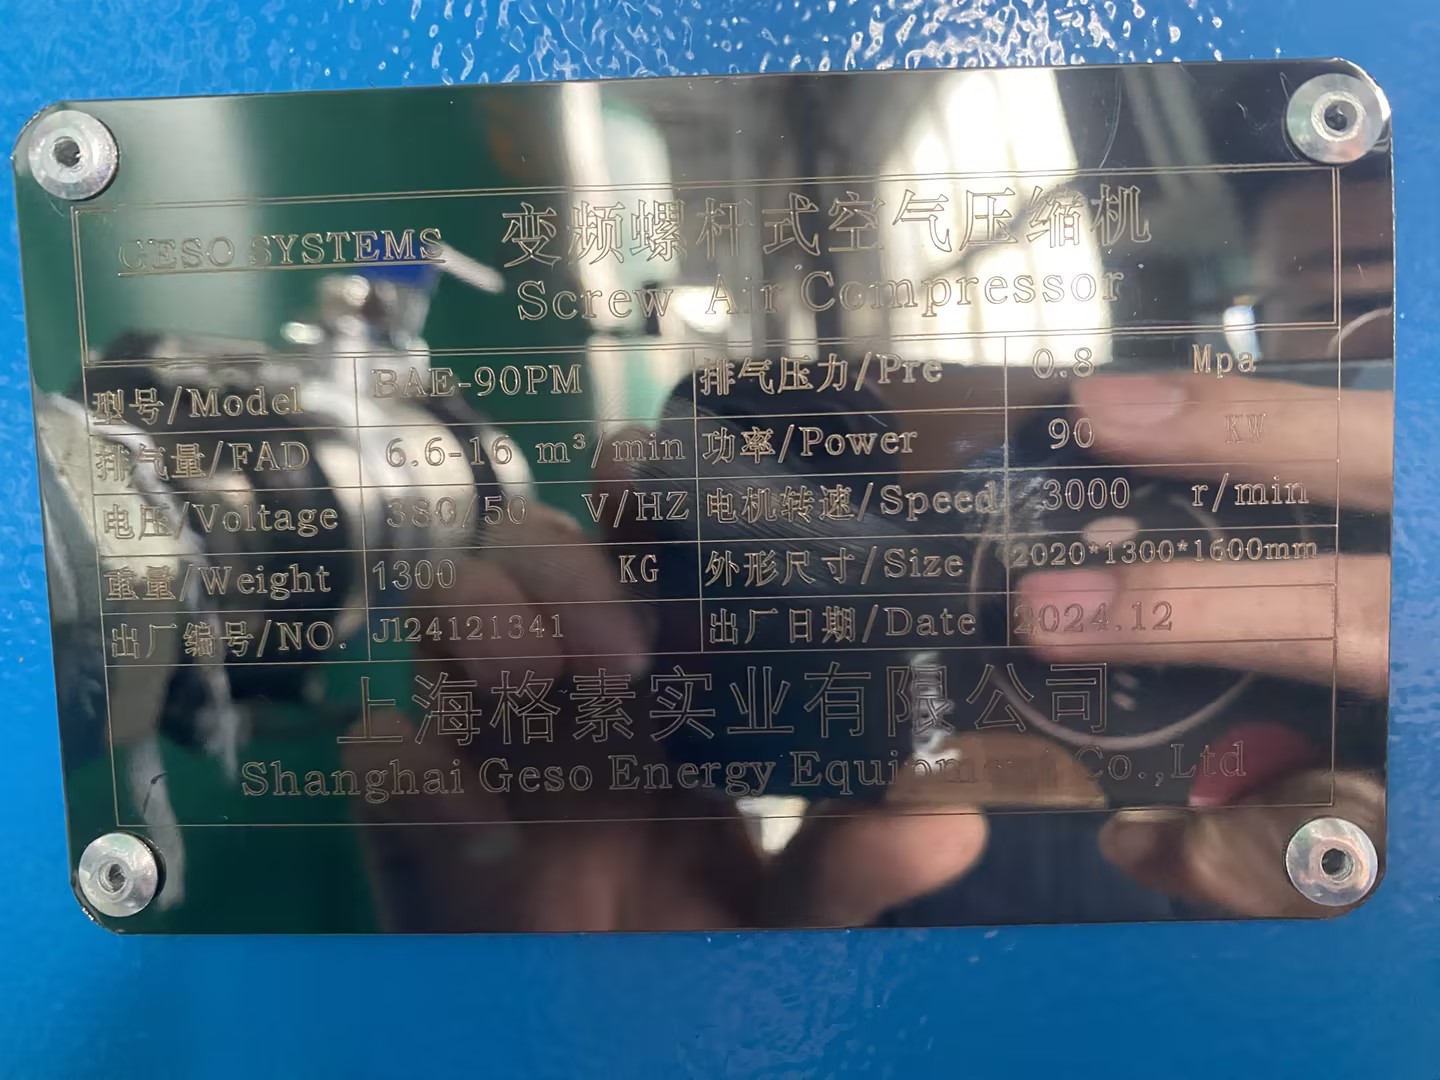 GESO SYSTEMS 变频螺杆式空气压缩机
Screw Air Compressor
型号/Model BAE-90PM 排气压力/Pre 0.8 Mpa
排气量/FAD 6.6-16 m³/min 功率/Power 90 KW
电压/Voltage 380/50 V/HZ 电机转速/Speed 3000 r/min
重量/Weight 1300 KG 外形尺寸/Size 2020*1300*1600mm
出厂编号/NO. J124121341 出厂日期/Date 2024.12
上海格素实业有限公司
Shanghai Geso Energy Equipment Co.,Ltd